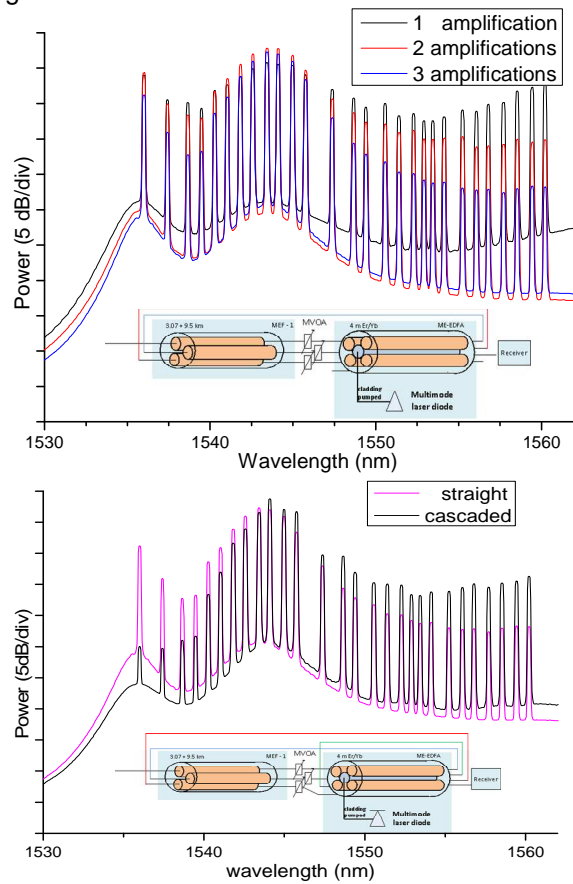 1 amplification
2 amplifications
3 amplifications
Power (5 dB/div)
3.07 + 9.5 km
MEF - 1
MVOA
4 m Er/Yb
ME-EDFA
Receiver
cladding
pumped
Multimode
laser diode
1530
1540
1550
1560
Wavelength (nm)
straight
cascaded
Power (5dB/div)
3.07 + 9.5 km
MEF - 1
MVOA
4 m Er/Yb
ME-EDFA
Receiver
cladding
pumped
Multimode
laser diode
1530
1540
1550
1560
wavelength (nm)